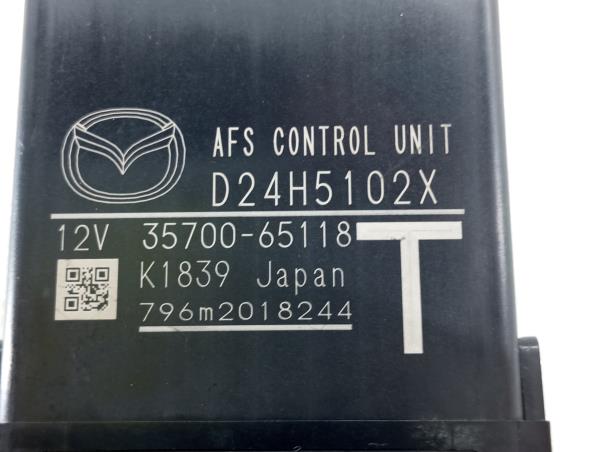 AFS CONTROL UNIT
D24H5102X
12V 35700-65118
T
K1839 Japan
796m2018244